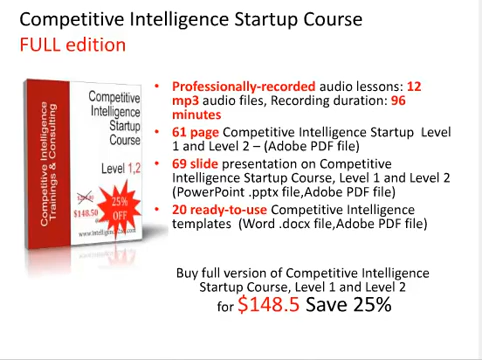 Competitive Intelligence Startup Course
FULL edition
Competitive Intelligence
Trainings & Consulting
Competitive
Intelligence
Startup
Course
Level 1,2
$148.50
25%
OFF
• Professionally-recorded audio lessons: 12
mp3 audio files, Recording duration: 96
minutes
• 61 page Competitive Intelligence Startup Level
1 and Level 2 – (Adobe PDF file)
• 69 slide presentation on Competitive
Intelligence Startup Course, Level 1 and Level 2
(PowerPoint .pptx file,Adobe PDF file)
• 20 ready-to-use Competitive Intelligence
templates (Word .docx file,Adobe PDF file)
Buy full version of Competitive Intelligence
Startup Course, Level 1 and Level 2
for $148.5 Save 25%